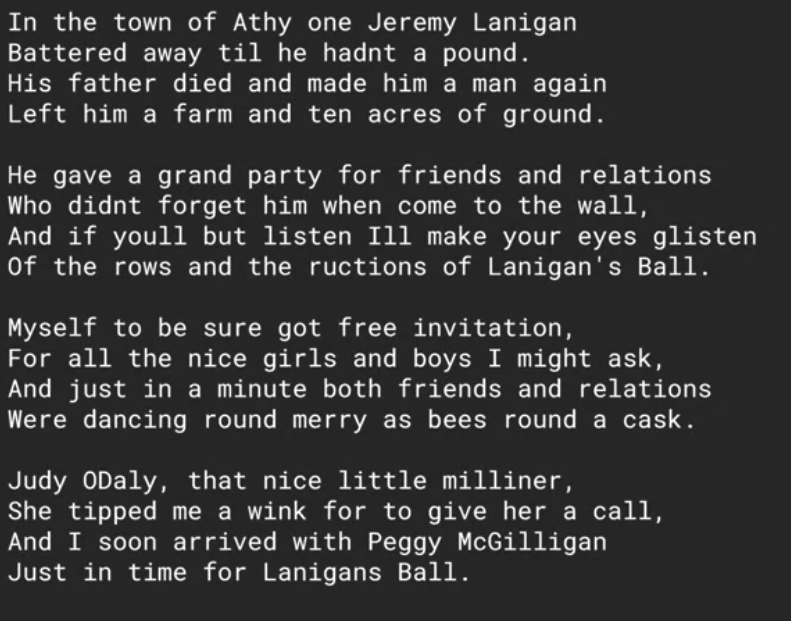 In the town of Athy one Jeremy Lanigan
Battered away til he hadnt a pound.
His father died and made him a man again
Left him a farm and ten acres of ground.

He gave a grand party for friends and relations
Who didnt forget him when come to the wall,
And if youll but listen Ill make your eyes glisten
Of the rows and the ructions of Lanigan's Ball.

Myself to be sure got free invitation,
For all the nice girls and boys I might ask,
And just in a minute both friends and relations
Were dancing round merry as bees round a cask.

Judy ODaly, that nice little milliner,
She tipped me a wink for to give her a call,
And I soon arrived with Peggy McGilligan
Just in time for Lanigans Ball.